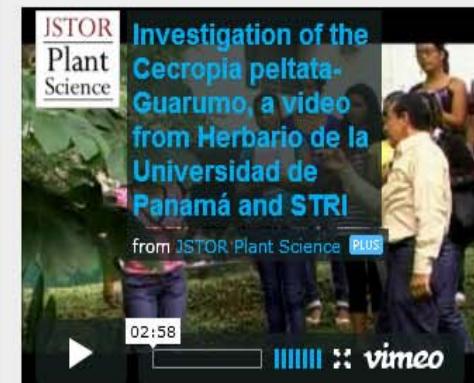 JSTOR
Plant
Science
Investigation of the
Cecropia peltata-
Guarumo, a video
from Herbario de la
Universidad de
Panamá and STRI
from JSTOR Plant Science PLUS
02:58
vimeo